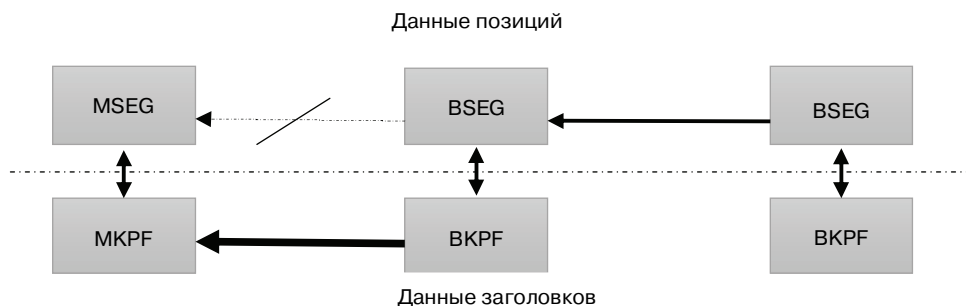 Данные позиций
MSEG
BSEG
BSEG
MKPF
BKPF
BKPF
Данные заголовков